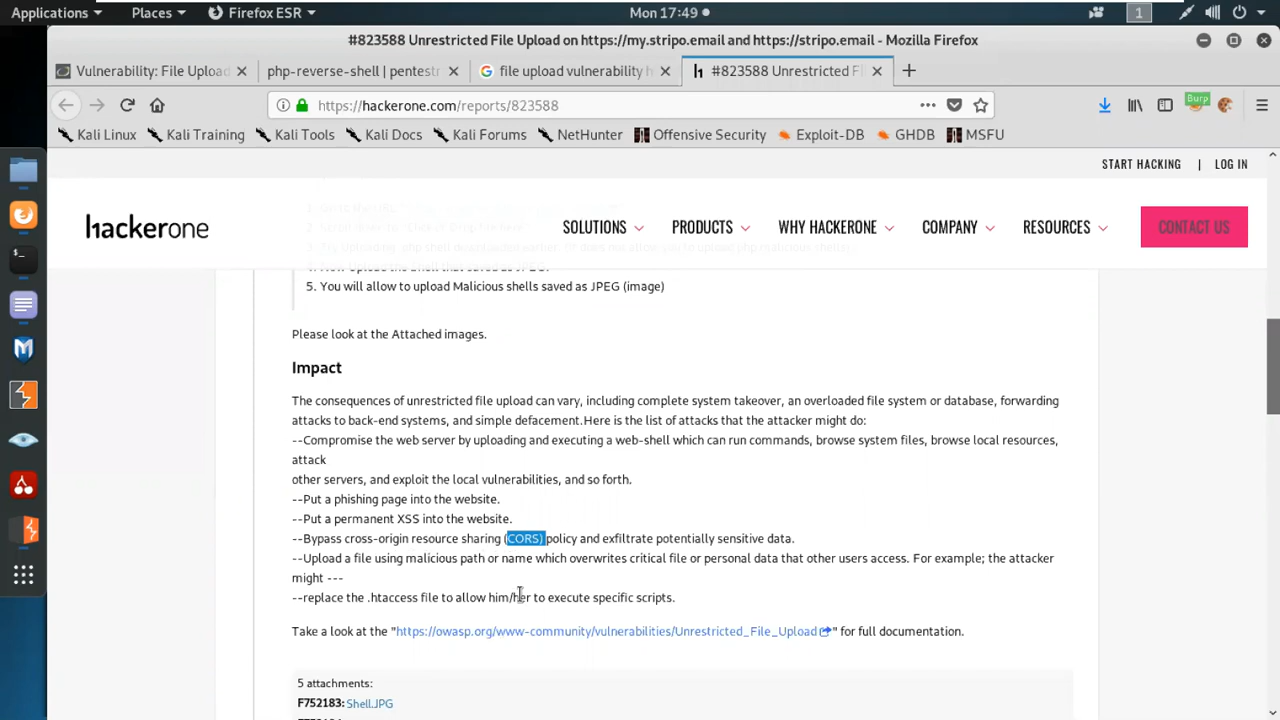 Applications Places Firefox ESR Mon 17:49 1
#823588 Unrestricted File Upload on https://my.stripo.email and https://stripo.email - Mozilla Firefox
Vulnerability: File Upload php-reverse-shell | pentestr file upload vulnerability h #823588 Unrestricted Fi
https://hackerone.com/reports/823588 Burp
Kali Linux Kali Training Kali Tools Kali Docs Kali Forums NetHunter Offensive Security Exploit-DB GHDB MSFU
START HACKING | LOG IN
hackerone SOLUTIONS PRODUCTS WHY HACKERONE COMPANY RESOURCES CONTACT US
4. Now Upload the Shell that saved as JPEG.
5. You will allow to upload Malicious shells saved as JPEG (image)
Please look at the Attached images.
Impact
The consequences of unrestricted file upload can vary, including complete system takeover, an overloaded file system or database, forwarding
attacks to back-end systems, and simple defacement.Here is the list of attacks that the attacker might do:
--Compromise the web server by uploading and executing a web-shell which can run commands, browse system files, browse local resources,
attack
other servers, and exploit the local vulnerabilities, and so forth.
--Put a phishing page into the website.
--Put a permanent XSS into the website.
--Bypass cross-origin resource sharing (CORS) policy and exfiltrate potentially sensitive data.
--Upload a file using malicious path or name which overwrites critical file or personal data that other users access. For example; the attacker
might ---
--replace the .htaccess file to allow him/her to execute specific scripts.
Take a look at the "https://owasp.org/www-community/vulnerabilities/Unrestricted_File_Upload " for full documentation.
5 attachments:
F752183: Shell.JPG